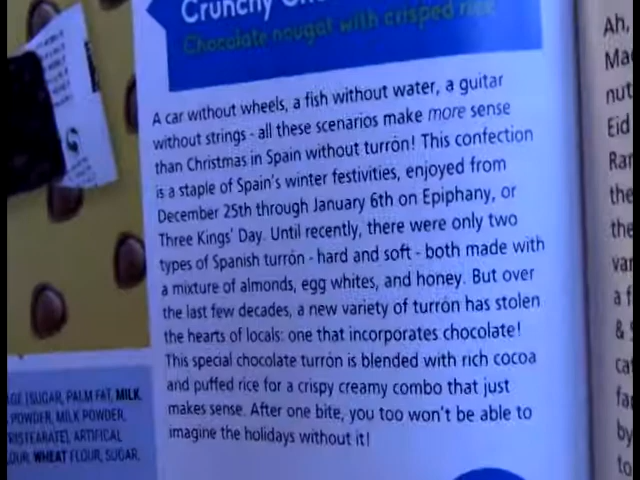 Crunchy
Chocolate nougat with crisped rice
A car without wheels, a fish without water, a guitar
without strings - all these scenarios make more sense
than Christmas in Spain without turrón! This confection
is a staple of Spain's winter festivities, enjoyed from
December 25th through January 6th on Epiphany, or
Three Kings' Day. Until recently, there were only two
types of Spanish turrón - hard and soft - both made with
a mixture of almonds, egg whites, and honey. But over
the last few decades, a new variety of turrón has stolen
the hearts of locals: one that incorporates chocolate!
This special chocolate turrón is blended with rich cocoa
and puffed rice for a crispy creamy combo that just
makes sense. After one bite, you too won't be able to
imagine the holidays without it!
(SUGAR, PALM FAT, MILK
POWDER, MILK POWDER,
ARTIFICAL
WHEAT FLOUR, SUGAR,
Ah,
nut
Eid
the
the
a f
&
by
to